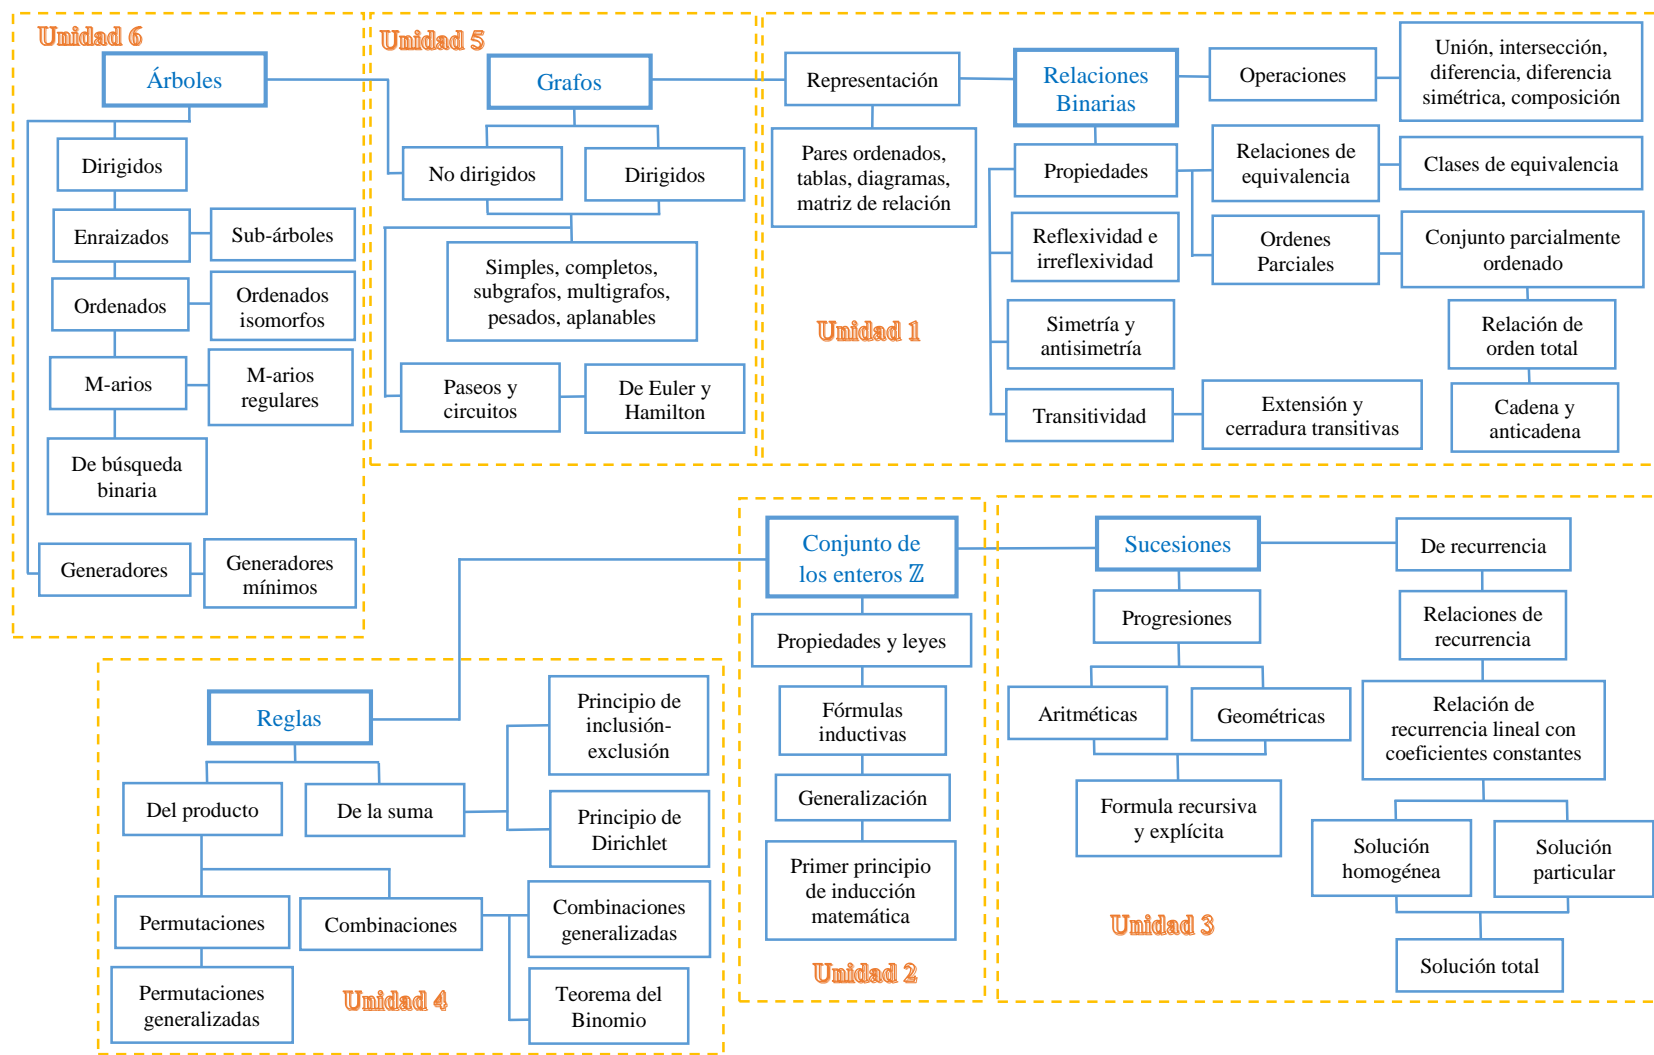 Unidad 6
Árboles
Dirigidos
Enraizados
Sub-árboles
Ordenados
Ordenados
isomorfos
M-arios
M-arios
regulares
De búsqueda
binaria
Generadores
Generadores
mínimos
Unidad 5
Grafos
No dirigidos
Dirigidos
Simples, completos,
subgrafos, multigrafos,
pesados, aplanables
Paseos y
circuitos
De Euler y
Hamilton
Representación
Pares ordenados,
tablas, diagramas,
matriz de relación
Relaciones
Binarias
Operaciones
Unión, intersección,
diferencia, diferencia
simétrica, composición
Propiedades
Relaciones de
equivalencia
Clases de equivalencia
Reflexividad e
irreflexividad
Ordenes
Parciales
Conjunto parcialmente
ordenado
Unidad 1
Simetría y
antisimetría
Relación de
orden total
Transitividad
Extensión y
cerradura transitivas
Cadena y
anticadena
Reglas
Del producto
De la suma
Principio de
inclusión-
exclusión
Principio de
Dirichlet
Permutaciones
Combinaciones
Combinaciones
generalizadas
Permutaciones
generalizadas
Teorema del
Binomio
Unidad 4
Conjunto de
los enteros ℤ
Propiedades y leyes
Fórmulas
inductivas
Generalización
Primer principio
de inducción
matemática
Unidad 2
Sucesiones
De recurrencia
Progresiones
Relaciones de
recurrencia
Aritméticas
Geométricas
Relación de
recurrencia lineal con
coeficientes constantes
Formula recursiva
y explícita
Solución
homogénea
Solución
particular
Unidad 3
Solución total